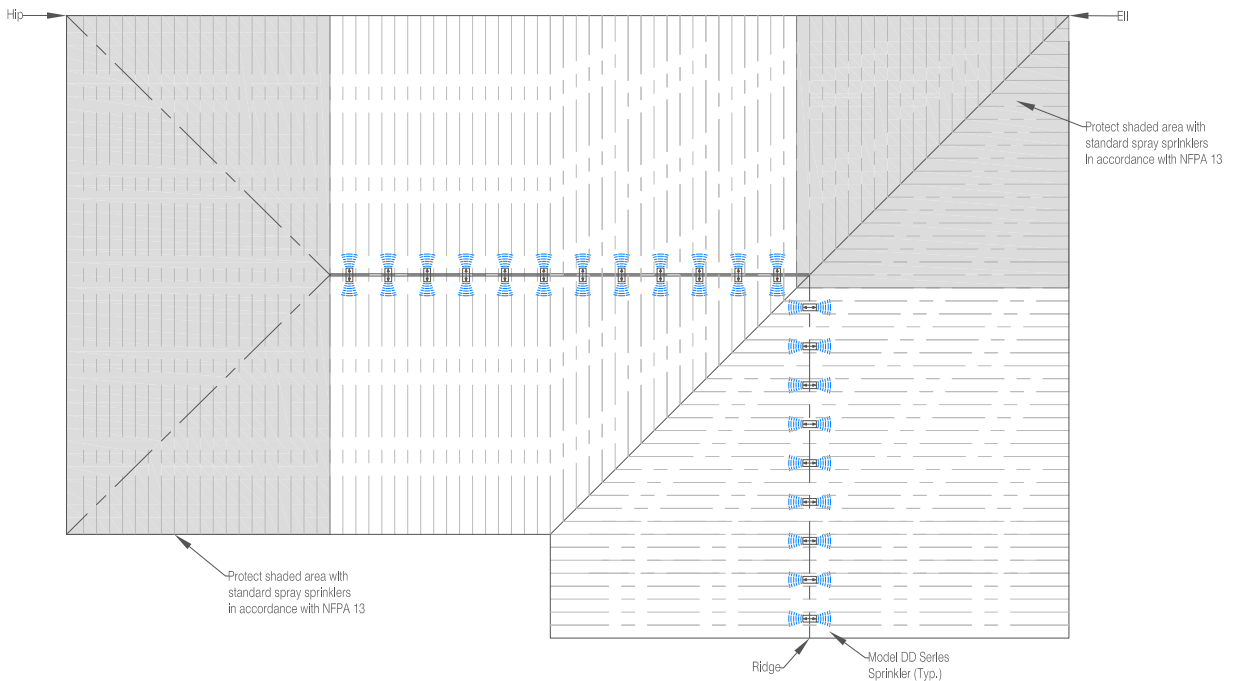 Hip
Ell
Protect shaded area with
standard spray sprinklers
in accordance with NFPA 13
Protect shaded area with
standard spray sprinklers
in accordance with NFPA 13
Ridge
Model DD Series
Sprinkler (Typ.)